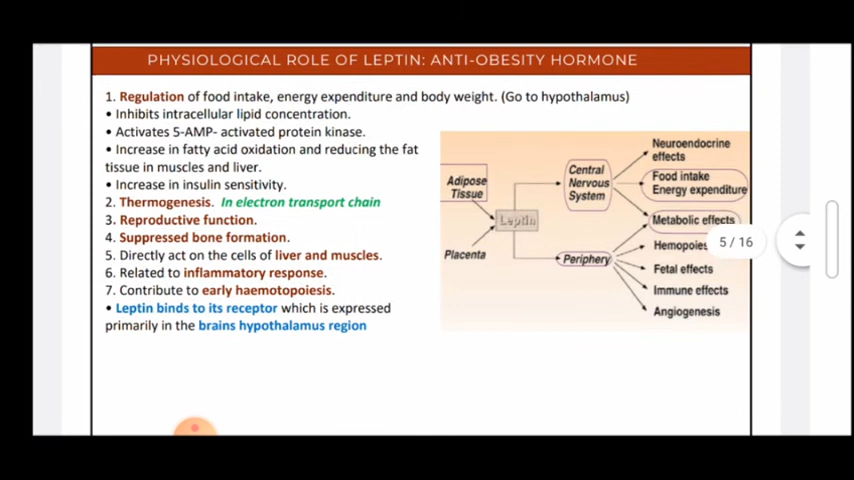 PHYSIOLOGICAL ROLE OF LEPTIN: ANTI-OBESITY HORMONE
1. Regulation of food intake, energy expenditure and body weight. (Go to hypothalamus)
• Inhibits intracellular lipid concentration.
• Activates 5-AMP- activated protein kinase.
• Increase in fatty acid oxidation and reducing the fat
tissue in muscles and liver.
• Increase in insulin sensitivity.
2. Thermogenesis. In electron transport chain
3. Reproductive function.
4. Suppressed bone formation.
5. Directly act on the cells of liver and muscles.
6. Related to inflammatory response.
7. Contribute to early haemotopoiesis.
• Leptin binds to its receptor which is expressed
primarily in the brains hypothalamus region
Adipose
Tissue
Placenta
Leptin
Central
Nervous
System
Periphery
Neuroendocrine
effects
Food intake
Energy expenditure
Metabolic effects
Fetal effects
Immune effects
Angiogenesis
5 / 16